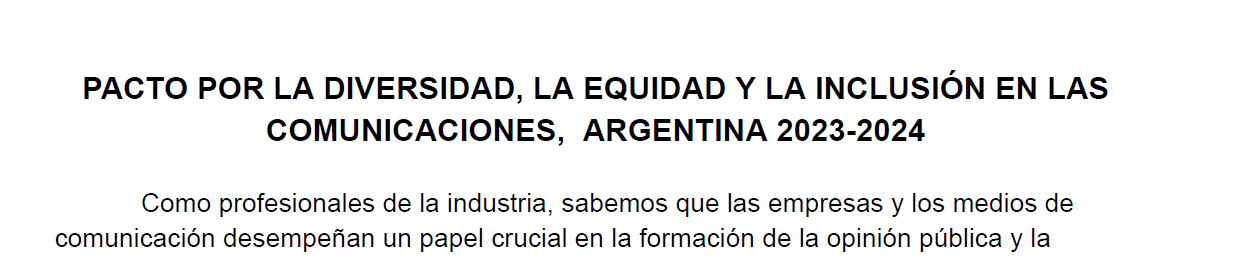 PACTO POR LA DIVERSIDAD, LA EQUIDAD Y LA INCLUSIÓN EN LAS
COMUNICACIONES,  ARGENTINA 2023-2024
Como profesionales de la industria, sabemos que las empresas y los medios de
comunicación desempeñan un papel crucial en la formación de la opinión pública y la